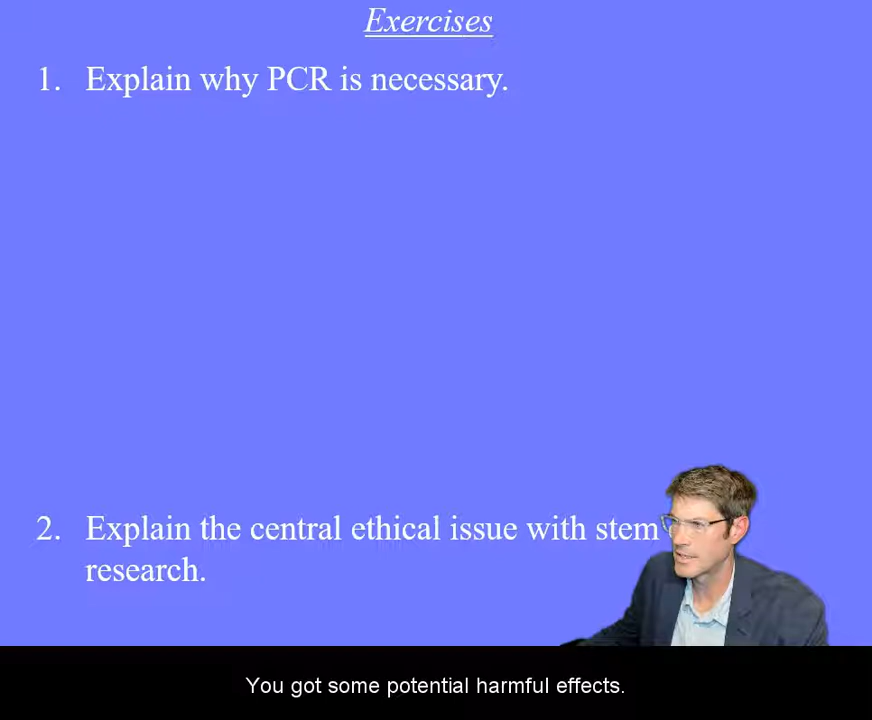 Exercises
1. Explain why PCR is necessary.
2. Explain the central ethical issue with stem
research.
You got some potential harmful effects.